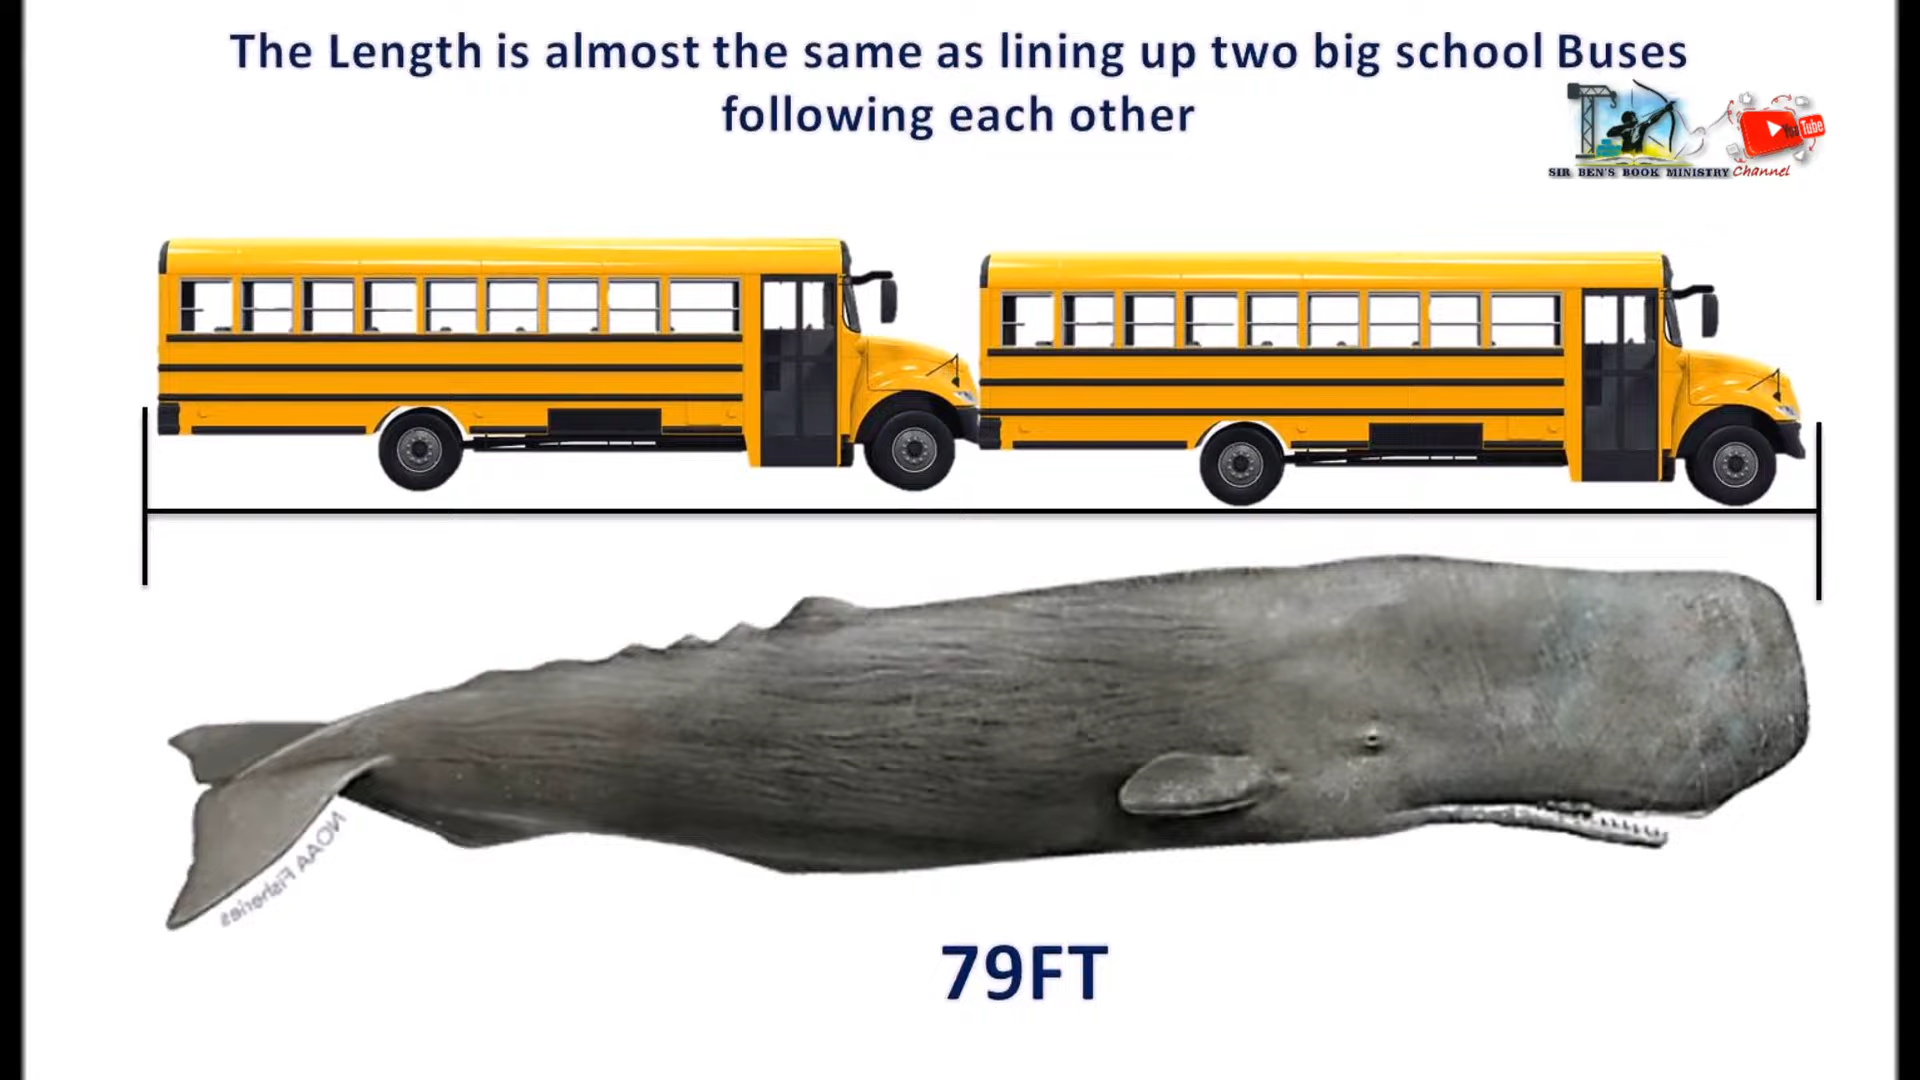 The Length is almost the same as lining up two big school Buses
following each other
SIR BEN'S BOOK MINISTRY Channel
YouTube
NOAA Fisheries
79FT